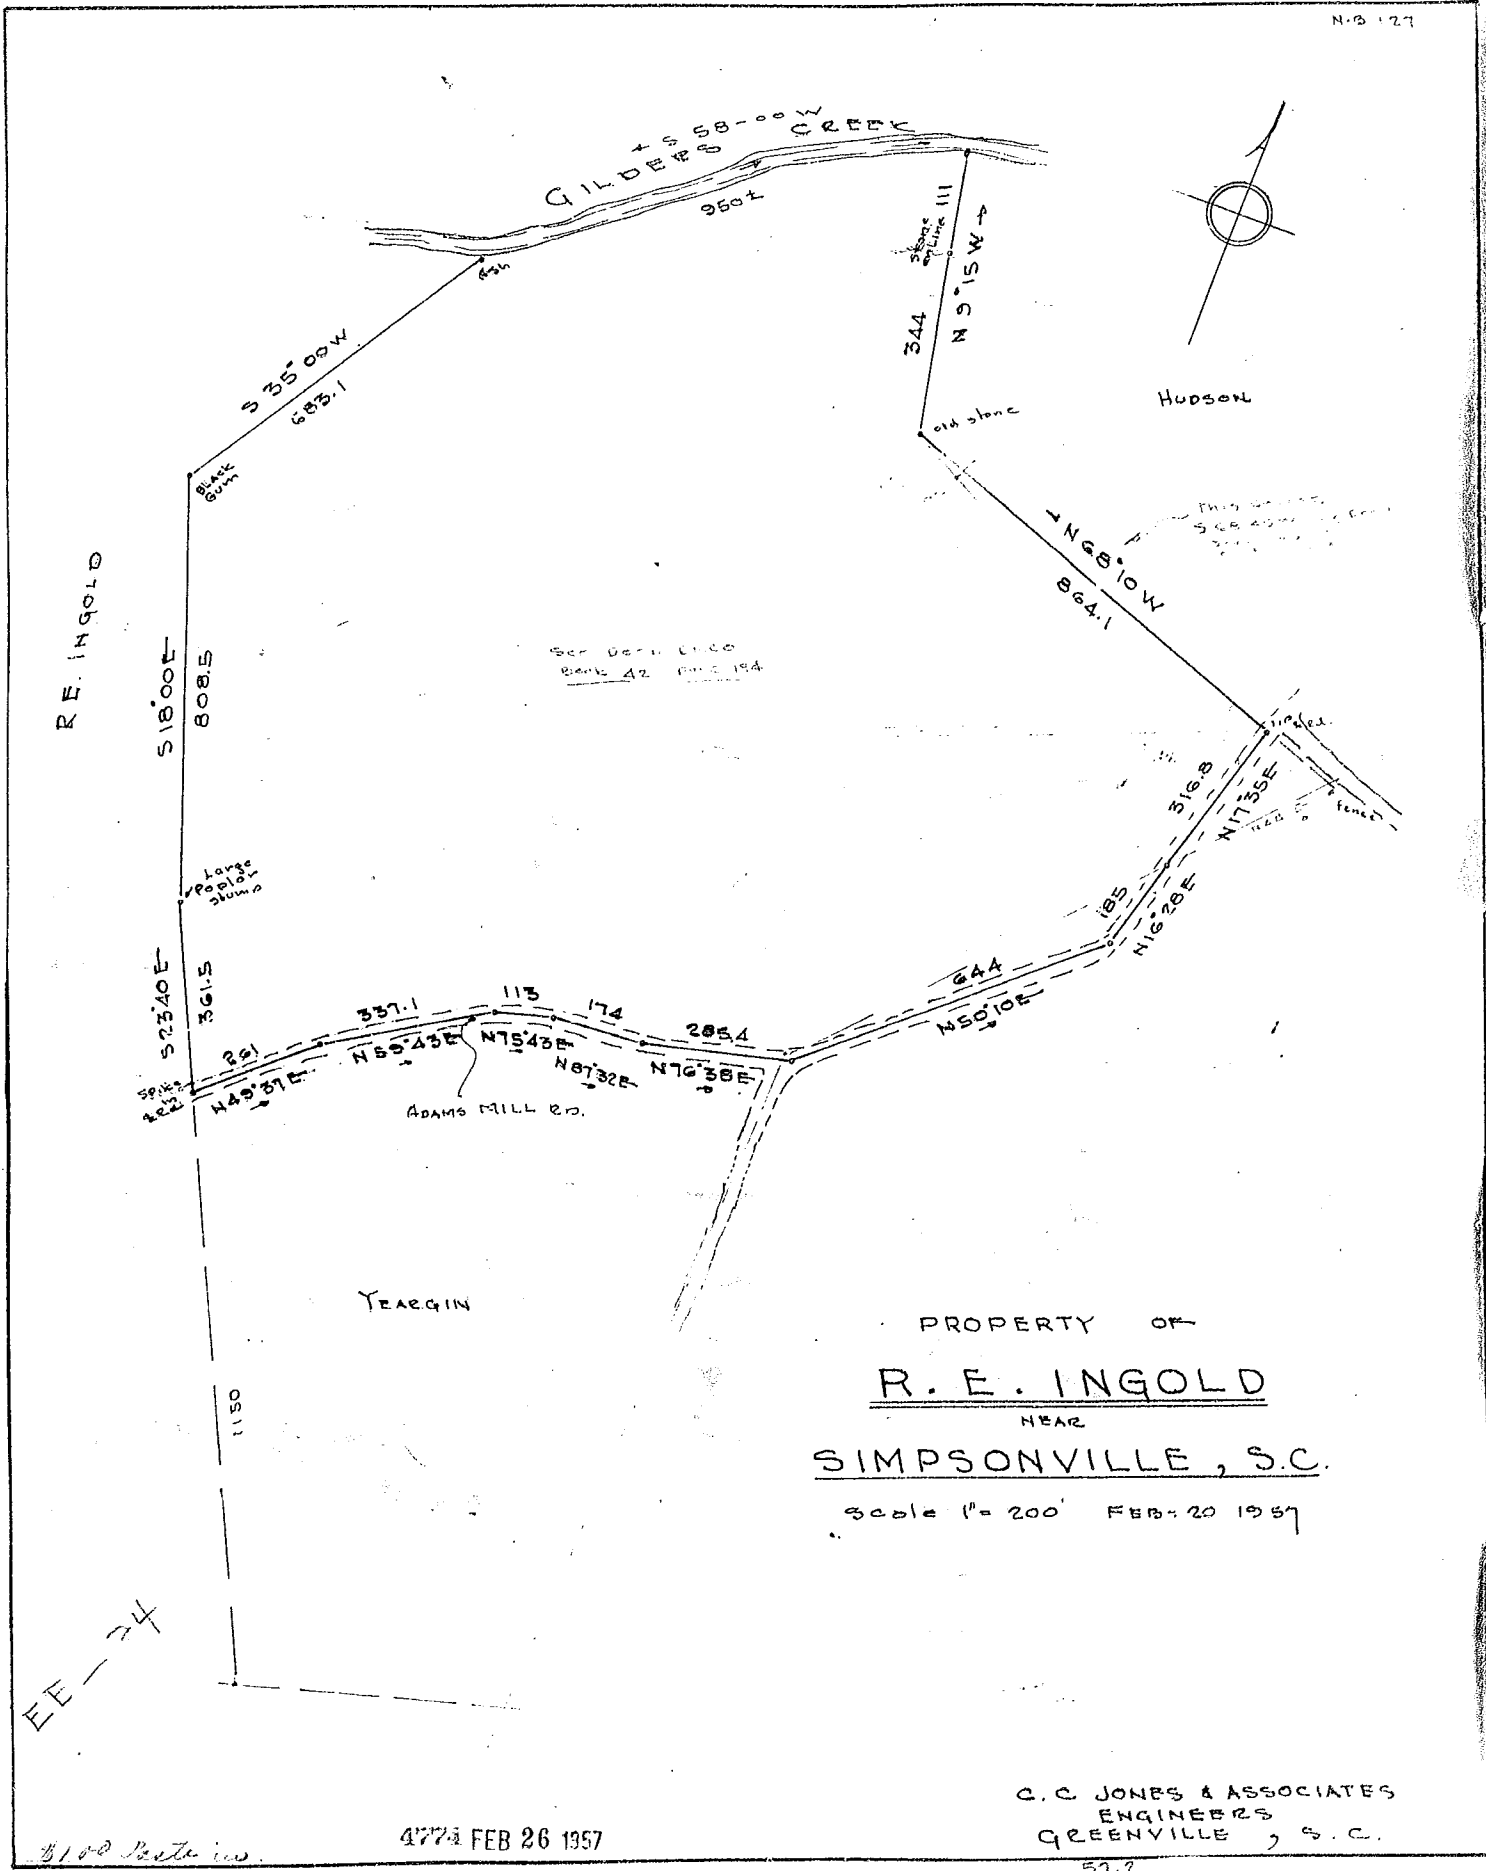 N-B 127
← S 58-00 W
GILDERS CREEK
950±
Ash
S 35°00 W
683.1
BLACK
GUM
Stone
on Line
111
344
N 9°15 W →
old stone
HUDSON
← N 68°10 W
864.1
R E. INGOLD
S 18°00 E
808.5
Book 42 Page 194
Large
Poplar
stump
S 23°40 E
361.5
316.8
N 17°35 E
fence
185
N 16°28 E
644
N 50°10 E
Spike
in
261
N 49°37 E
337.1
N 59°43 E
113
N 75°43 E
174
N 87°32 E
285.4
N 76°38 E
ADAMS MILL RD.
YEARGIN
1150
PROPERTY OF
R. E. INGOLD
NEAR
SIMPSONVILLE, S.C.
Scale 1"= 200' FEB-20 1957
EE-74
C. C JONES & ASSOCIATES
ENGINEERS
GREENVILLE, S. C.
4774 FEB 26 1957